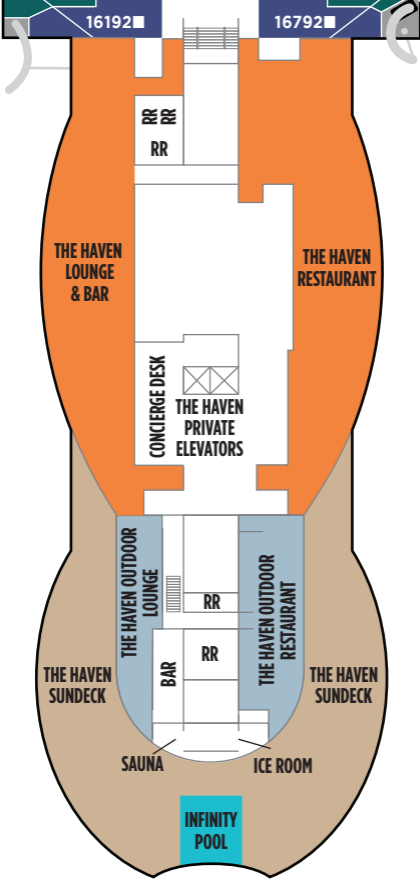 16192
16792
RR RR
RR
THE HAVEN
LOUNGE
& BAR
THE HAVEN
RESTAURANT
CONCIERGE DESK
THE HAVEN
PRIVATE
ELEVATORS
THE HAVEN OUTDOOR
LOUNGE
RR
THE HAVEN OUTDOOR
RESTAURANT
RR
BAR
THE HAVEN
SUNDECK
THE HAVEN
SUNDECK
SAUNA
ICE ROOM
INFINITY
POOL